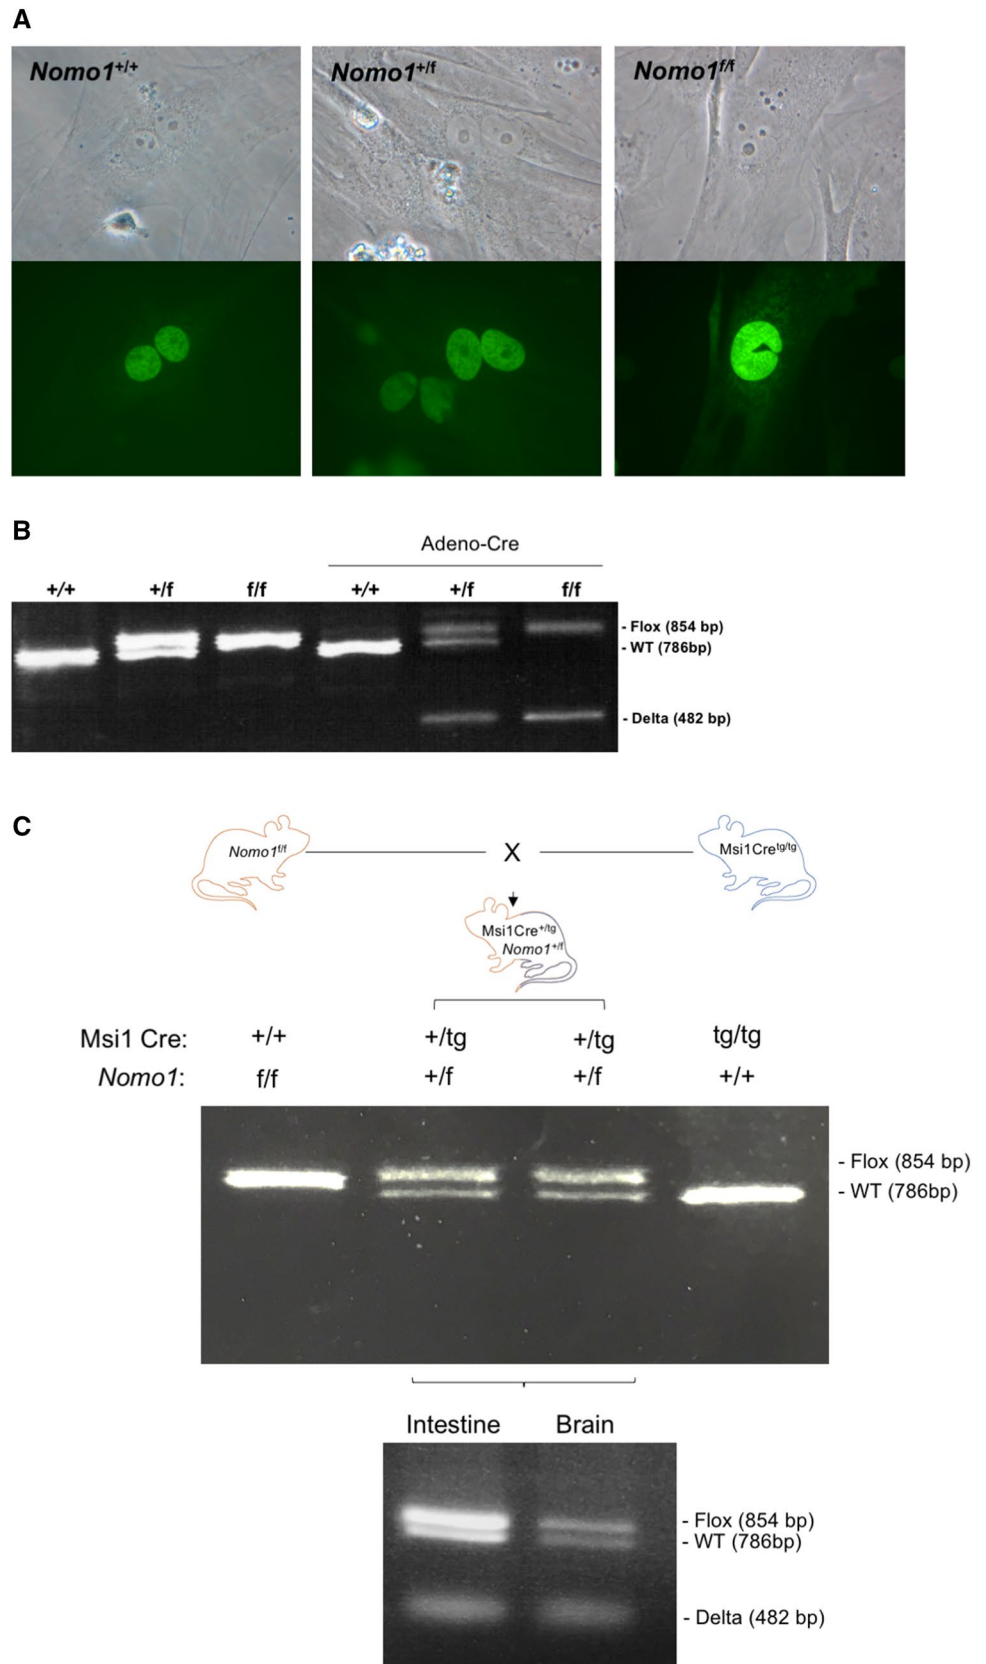 A
Nomo1+/+ Nomo1+/f Nomo1f/f
B
Adeno-Cre
+/+ +/f f/f +/+ +/f f/f
- Flox (854 bp)
- WT (786bp)
- Delta (482 bp)
C
Nomo1f/f X Msi1Cretg/tg
Msi1Cre+/tg
Nomo1+/f
Msi1 Cre: +/+ +/tg +/tg tg/tg
Nomo1: f/f +/f +/f +/+
- Flox (854 bp)
- WT (786bp)
Intestine Brain
- Flox (854 bp)
- WT (786bp)
- Delta (482 bp)